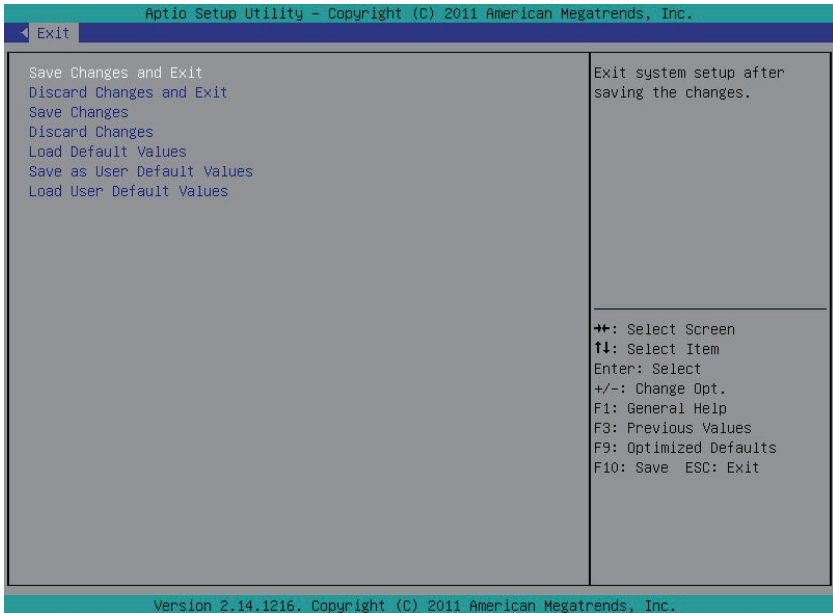 Aptio Setup Utility – Copyright (C) 2011 American Megatrends, Inc.
Exit
Save Changes and Exit
Discard Changes and Exit
Save Changes
Discard Changes
Load Default Values
Save as User Default Values
Load User Default Values
Exit system setup after
saving the changes.
→←: Select Screen
↑↓: Select Item
Enter: Select
+/-: Change Opt.
F1: General Help
F3: Previous Values
F9: Optimized Defaults
F10: Save  ESC: Exit
Version 2.14.1216. Copyright (C) 2011 American Megatrends, Inc.